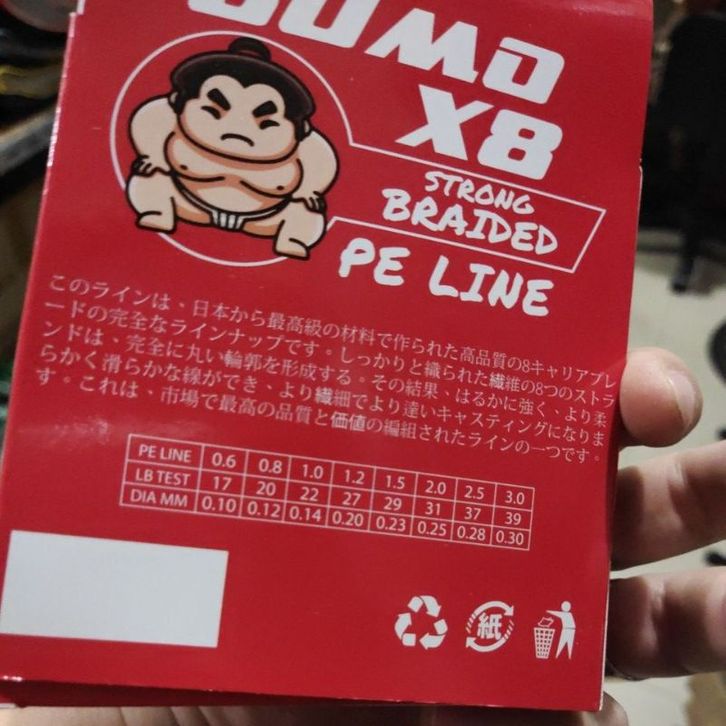 SUMO
X8
STRONG
BRAIDED
PE LINE
このラインは、日本から最高級の材料で作られた高品質の8キャリアブレ
ードの完全なラインナップです。しっかりと織られた繊維の8つのストラ
ンドは、完全に丸い輪郭を形成する。その結果、はるかに強く、より柔
らかく滑らかな線ができ、より繊細でより遠いキャスティングになりま
す。これは、市場で最高の品質と価値の編組されたラインの一つです。
PE LINE 0.6 0.8 1.0 1.2 1.5 2.0 2.5 3.0
LB TEST 17 20 22 27 29 31 37 39
DIA MM 0.10 0.12 0.14 0.20 0.23 0.25 0.28 0.30
紙